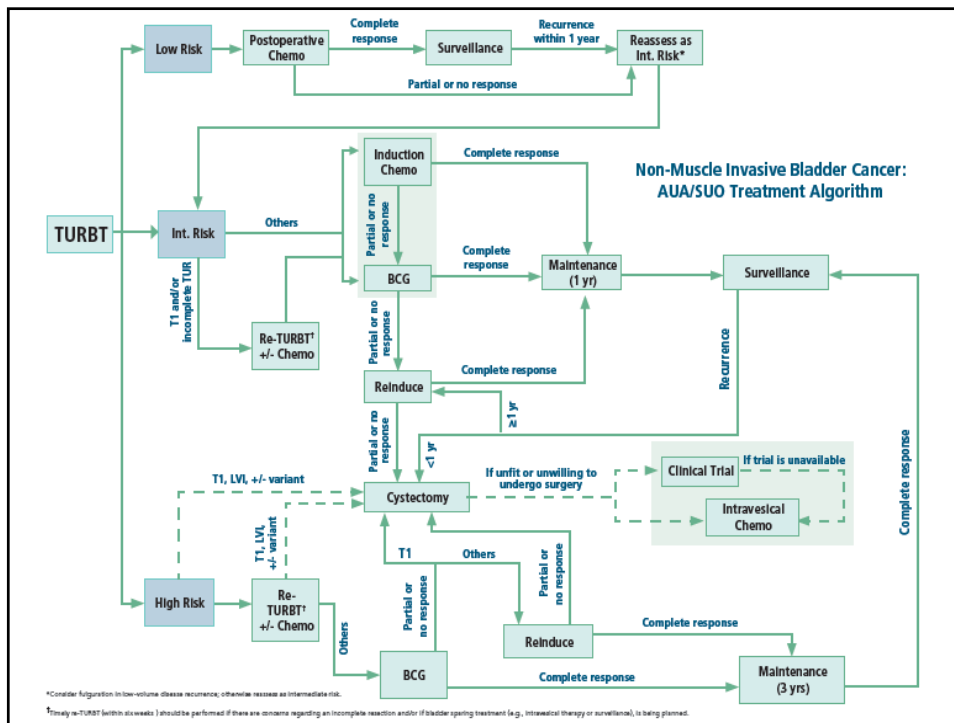 Non-Muscle Invasive Bladder Cancer:
AUA/SUO Treatment Algorithm
TURBT
Low Risk
Postoperative
Chemo
Complete
response
Surveillance
Recurrence
within 1 year
Reassess as
Int. Risk*
Partial or no response
Int. Risk
Others
T1 and/or
incomplete TUR
Re-TURBT†
+/- Chemo
Induction
Chemo
Complete response
Partial or no
response
BCG
Complete
response
Maintenance
(1 yr)
Surveillance
Partial or no
response
Reinduce
Complete response
≥1 yr
Recurrence
<1 yr
Partial or no
response
Cystectomy
If unfit or unwilling to
undergo surgery
Clinical Trial
If trial is unavailable
Intravesical
Chemo
Complete response
T1, LVI, +/- variant
T1, LVI,
+/- variant
High Risk
Re-
TURBT†
+/- Chemo
Others
BCG
Partial or
no response
T1
Others
Reinduce
Partial or
no response
Complete response
Complete response
Maintenance
(3 yrs)
*Consider fulguration in low-volume disease recurrence; otherwise reassess as intermediate risk.
†Timely re-TURBT (within six weeks ) should be performed if there are concerns regarding an incomplete resection and/or if bladder sparing treatment (e.g., intravesical therapy or surveillance), is being planned.